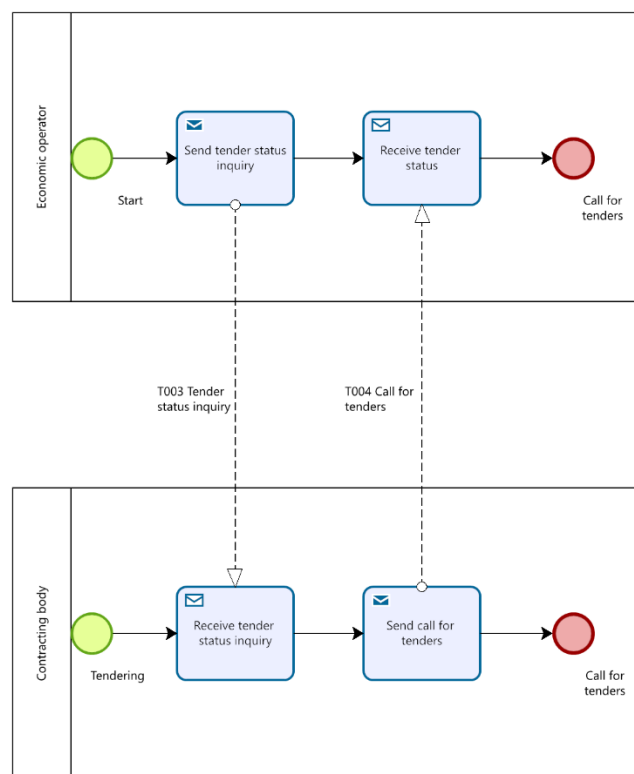 Economic operator
Send tender status
inquiry
Receive tender
status
Start
Call for
tenders
T003 Tender
status inquiry
T004 Call for
tenders
Contracting body
Receive tender
status inquiry
Send call for
tenders
Tendering
Call for
tenders